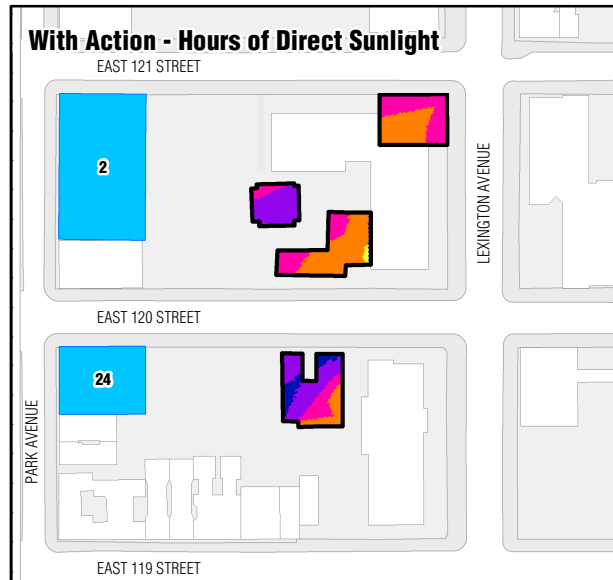 With Action - Hours of Direct Sunlight
EAST 121 STREET
2
LEXINGTON AVENUE
EAST 120 STREET
24
PARK AVENUE
EAST 119 STREET